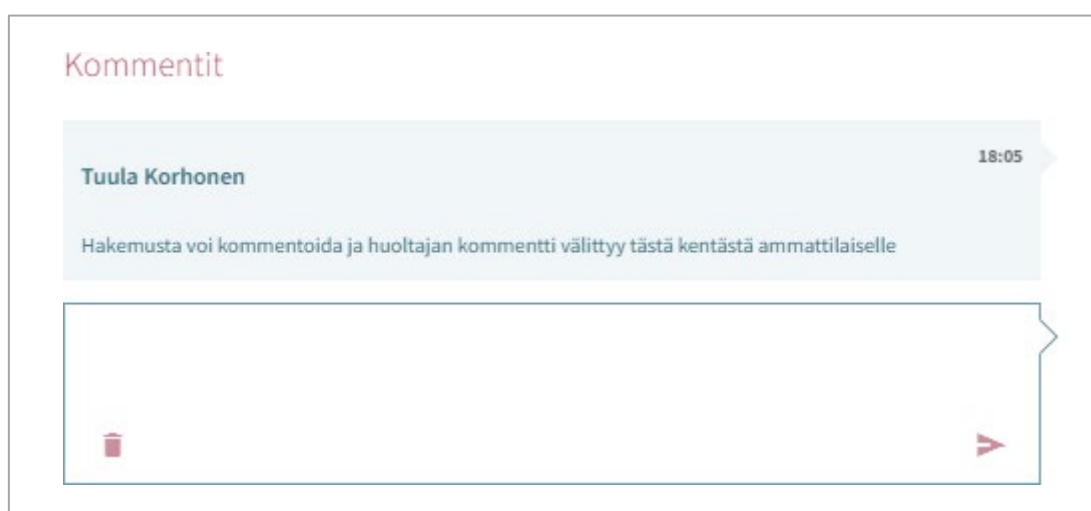 Kommentit
18:05
Tuula Korhonen
Hakemusta voi kommentoida ja huoltajan kommentti välittyy tästä kentästä ammattilaiselle